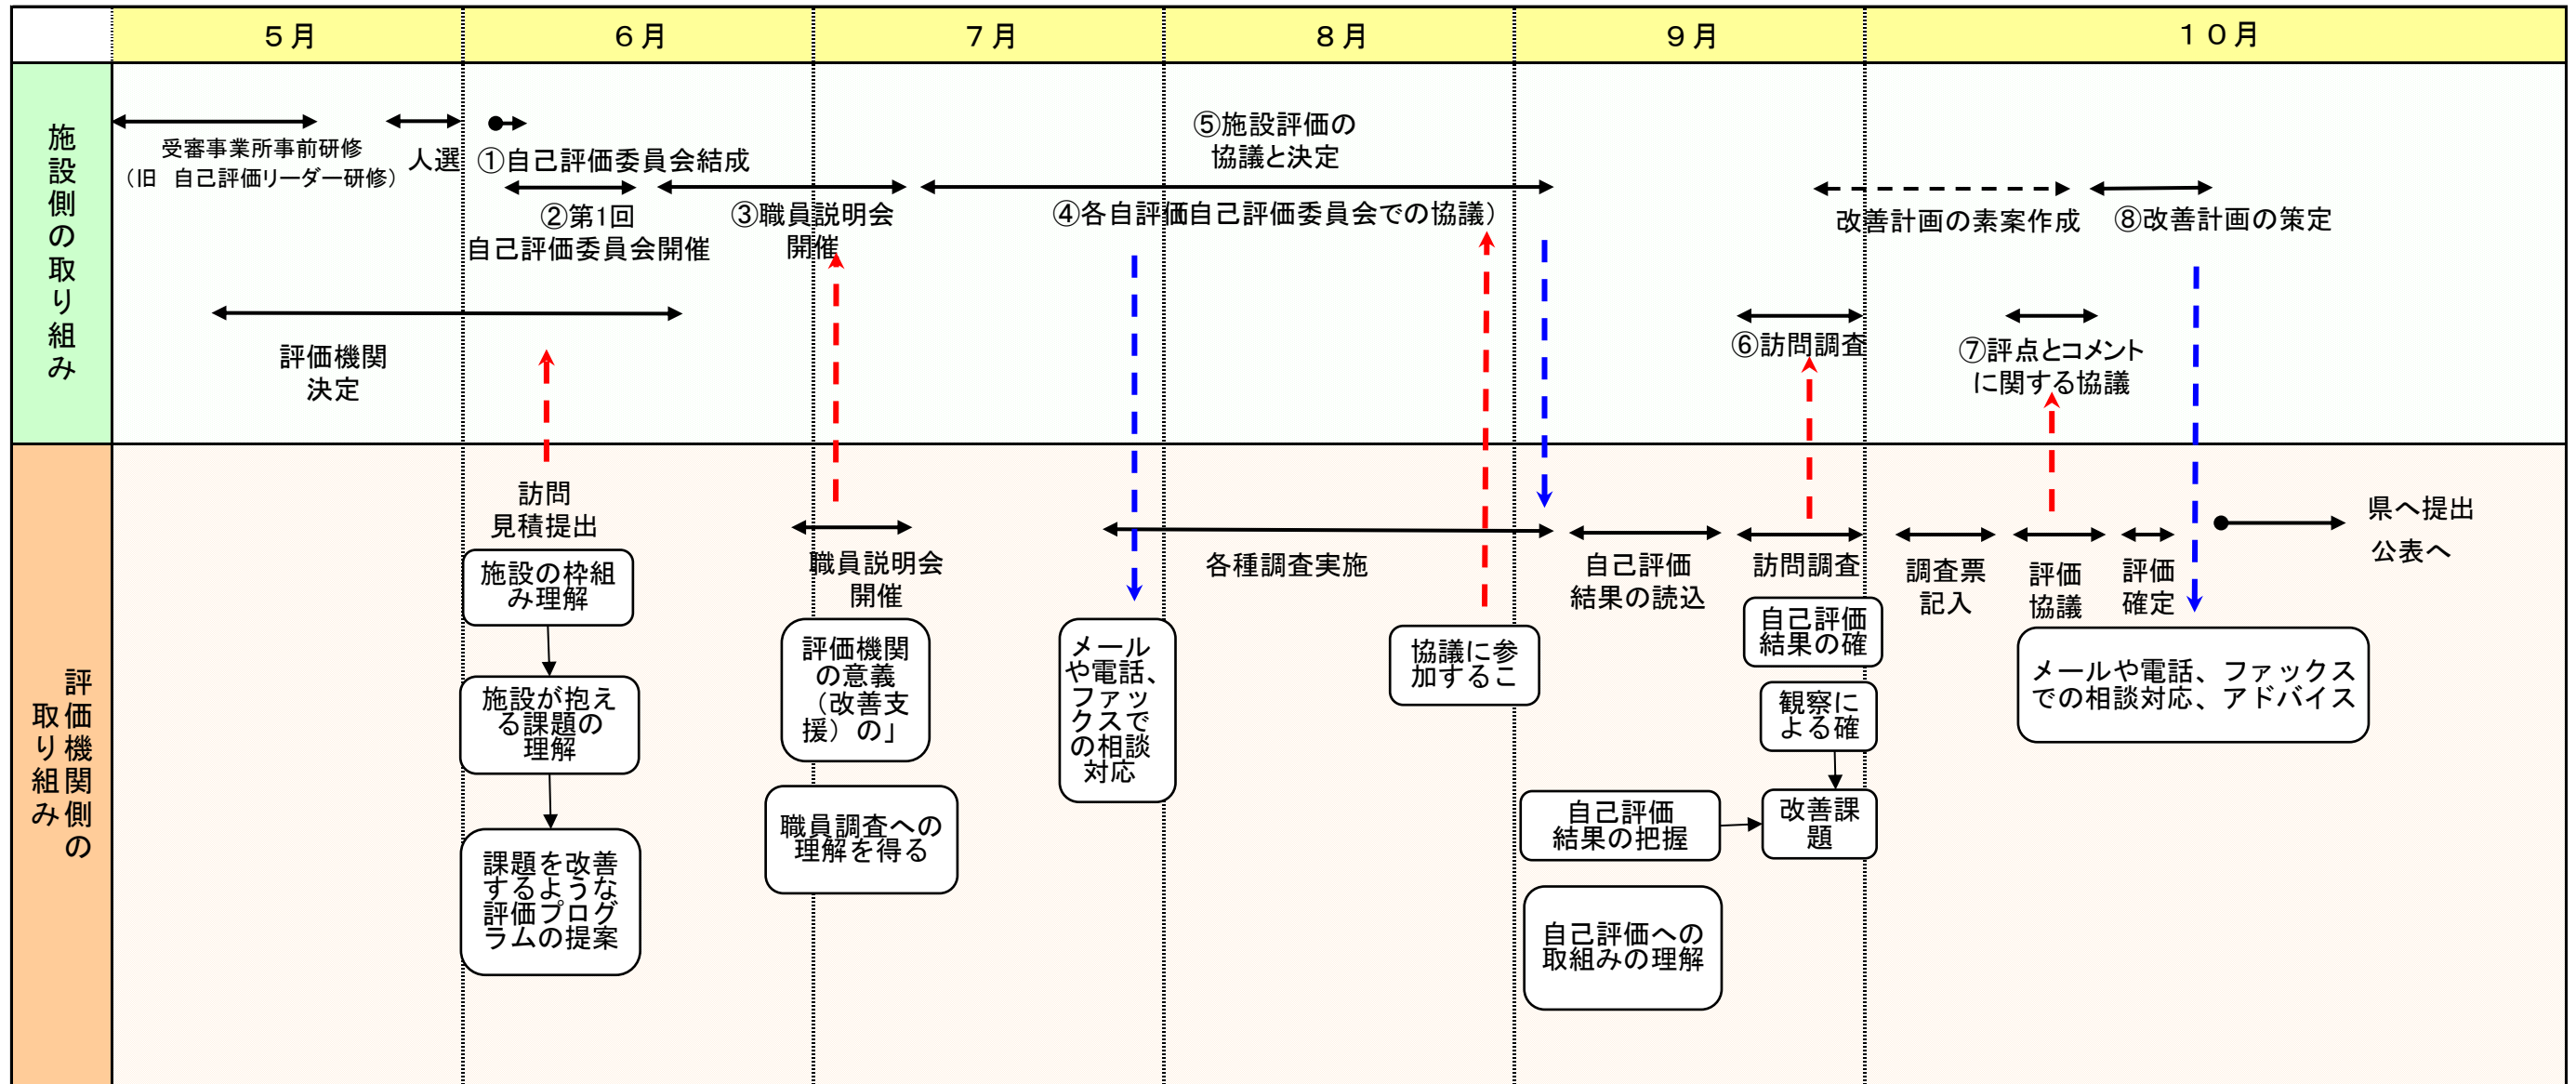 ５月
６月
７月
８月
９月
１０月
施設側の取り組み
受審事業所事前研修
（旧　自己評価リーダー研修）
人選
①自己評価委員会結成
②第1回
自己評価委員会開催
③職員説明会
開催
④各自評価
⑤施設評価の
協議と決定
（自己評価委員会での協議）
改善計画の素案作成
⑧改善計画の策定
評価機関
決定
⑥訪問調査
⑦評点とコメント
に関する協議
評価機関側の
取り組み
訪問
見積提出
施設の枠組
み理解
施設が抱え
る課題の
理解
課題を改善
するような
評価プログ
ラムの提案
職員説明会
開催
評価機関
の意義
（改善支
援）の」
職員調査への
理解を得る
メール
や電話、
ファッ
クスで
の相談
対応
各種調査実施
協議に参
加するこ
自己評価
結果の読込
訪問調査
自己評価
結果の確
観察に
よる確
自己評価
結果の把握
改善課
題
自己評価への
取組みの理解
調査票
記入
評価
協議
評価
確定
メールや電話、ファックス
での相談対応、アドバイス
県へ提出
公表へ